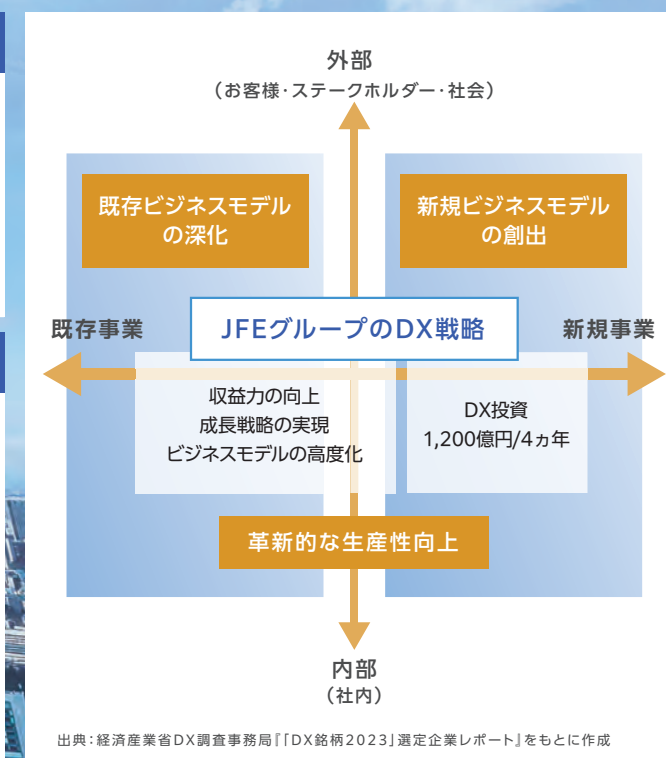 外部
（お客様・ステークホルダー・社会）
既存ビジネスモデル
の深化
新規ビジネスモデル
の創出
既存事業
JFEグループのDX戦略
新規事業
収益力の向上
成長戦略の実現
ビジネスモデルの高度化
DX投資
1,200億円/4ヵ年
革新的な生産性向上
内部
（社内）
出典：経済産業省DX調査事務局『「DX銘柄2023」選定企業レポート』をもとに作成